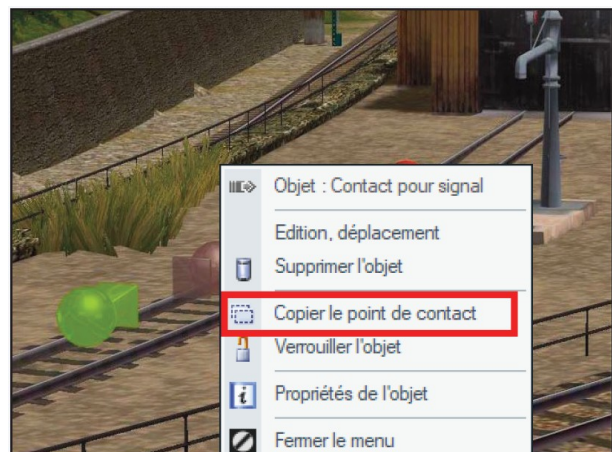 Objet : Contact pour signal
Edition, déplacement
Supprimer l'objet
Copier le point de contact
Verrouiller l'objet
Propriétés de l'objet
Fermer le menu